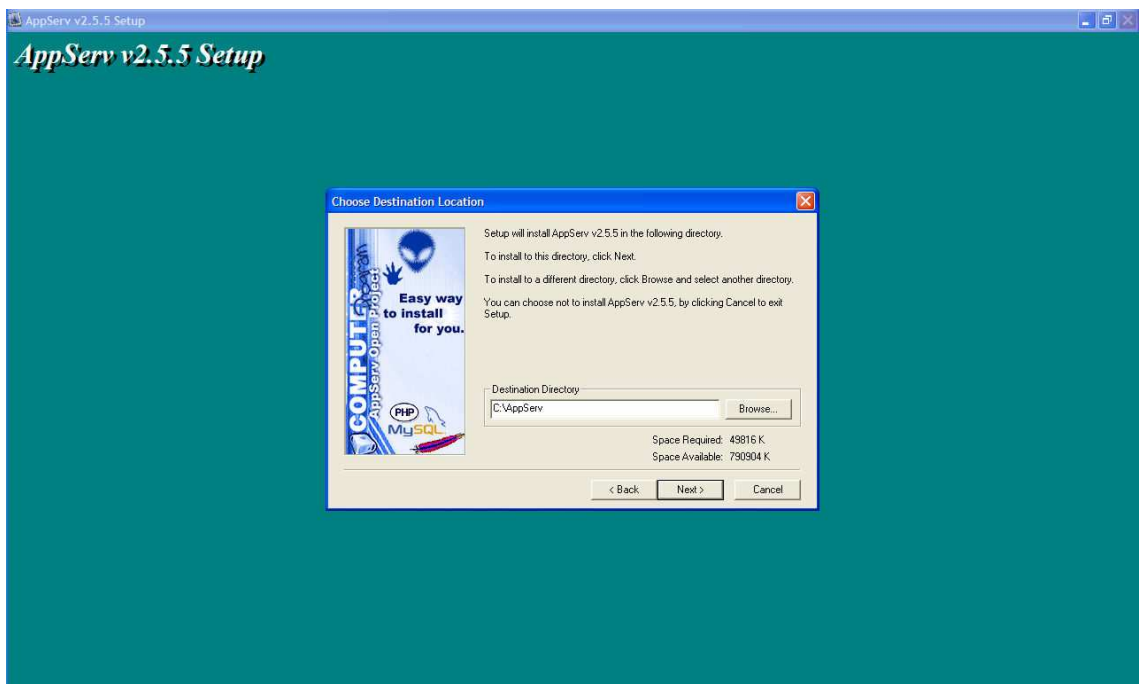 AppServ v2.5.5 Setup
AppServ v2.5.5 Setup
Choose Destination Location
Setup will install AppServ v2.5.5 in the following directory.
To install to this directory, click Next.
To install to a different directory, click Browse and select another directory.
You can choose not to install AppServ v2.5.5, by clicking Cancel to exit
Setup.
COMPUTER
Program
AppServ Open Project
Easy way
to install
for you.
PHP
MySQL
Destination Directory
C:\AppServ
Browse...
Space Required: 49816 K
Space Available: 790904 K
< Back
Next >
Cancel